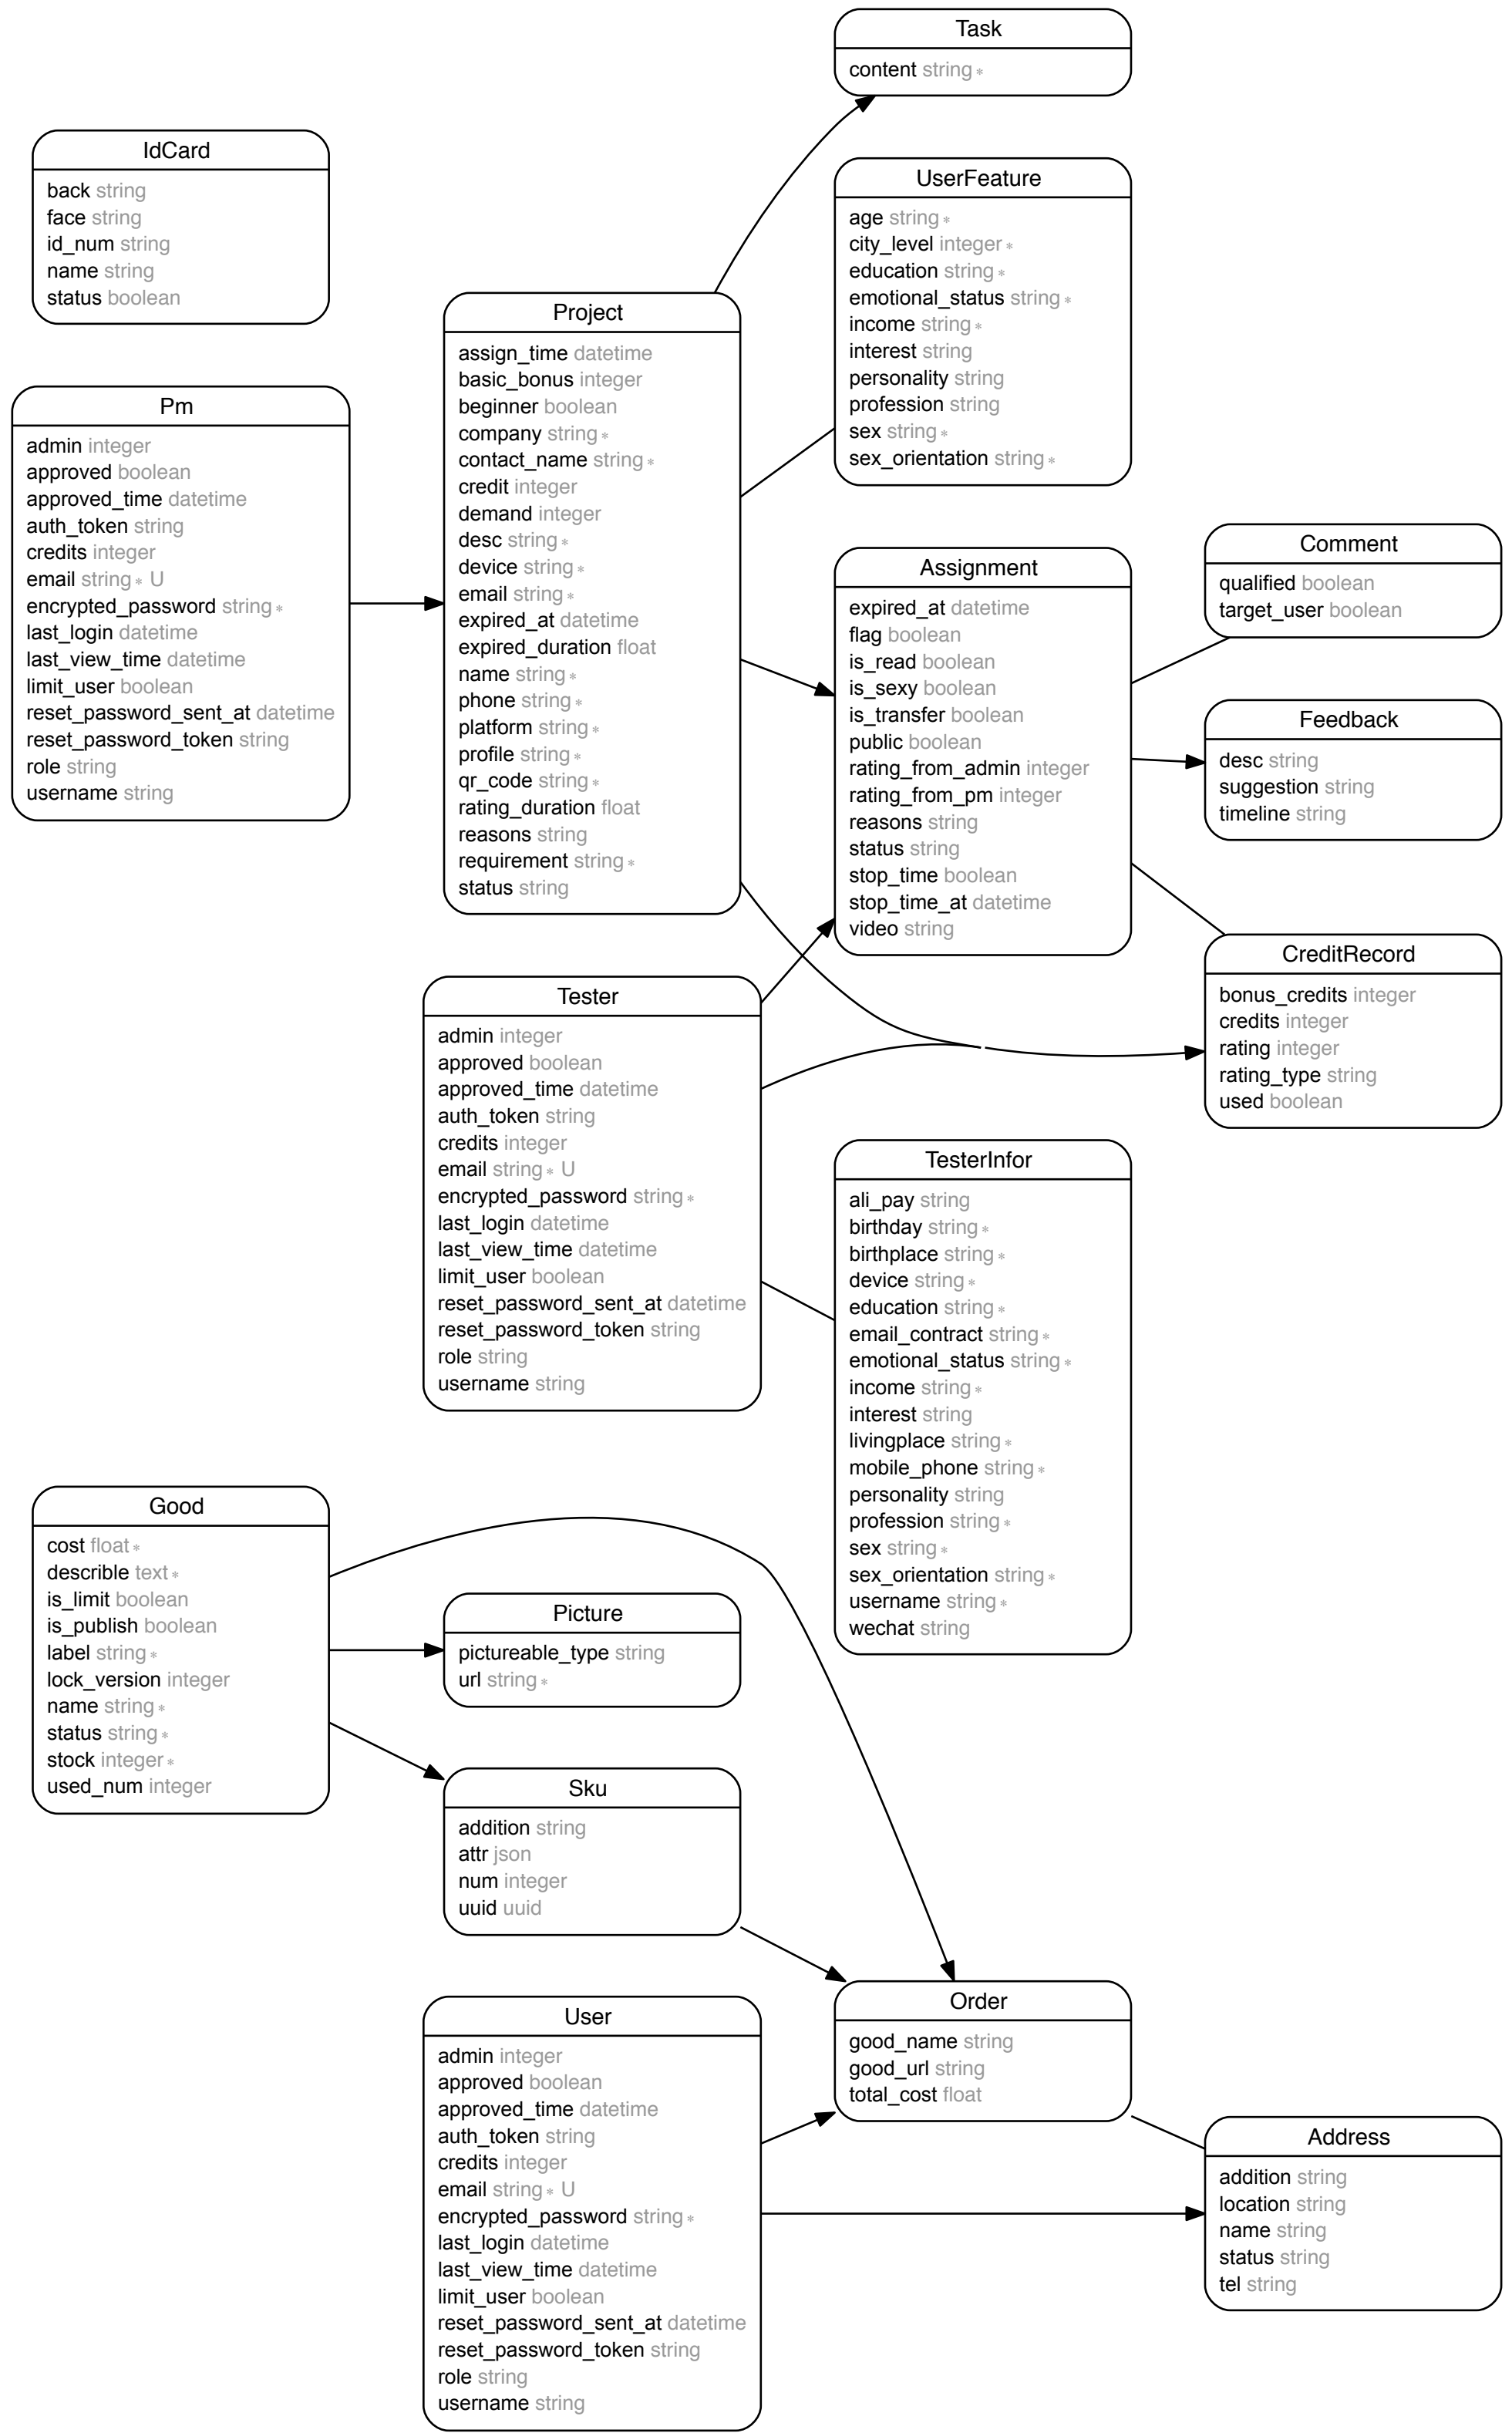 Task
content string *
IdCard
back string
face string
id_num string
name string
status boolean
UserFeature
age string *
city_level integer *
education string *
emotional_status string *
income string *
interest string
personality string
profession string
sex string *
sex_orientation string *
Project
assign_time datetime
basic_bonus integer
beginner boolean
company string *
contact_name string *
credit integer
demand integer
desc string *
device string *
email string *
expired_at datetime
expired_duration float
name string *
phone string *
platform string *
profile string *
qr_code string *
rating_duration float
reasons string
requirement string *
status string
Pm
admin integer
approved boolean
approved_time datetime
auth_token string
credits integer
email string * U
encrypted_password string *
last_login datetime
last_view_time datetime
limit_user boolean
reset_password_sent_at datetime
reset_password_token string
role string
username string
Assignment
expired_at datetime
flag boolean
is_read boolean
is_sexy boolean
is_transfer boolean
public boolean
rating_from_admin integer
rating_from_pm integer
reasons string
status string
stop_time boolean
stop_time_at datetime
video string
Comment
qualified boolean
target_user boolean
Feedback
desc string
suggestion string
timeline string
CreditRecord
bonus_credits integer
credits integer
rating integer
rating_type string
used boolean
Tester
admin integer
approved boolean
approved_time datetime
auth_token string
credits integer
email string * U
encrypted_password string *
last_login datetime
last_view_time datetime
limit_user boolean
reset_password_sent_at datetime
reset_password_token string
role string
username string
TesterInfor
ali_pay string
birthday string *
birthplace string *
device string *
education string *
email_contract string *
emotional_status string *
income string *
interest string
livingplace string *
mobile_phone string *
personality string
profession string *
sex string *
sex_orientation string *
username string *
wechat string
Good
cost float *
describle text *
is_limit boolean
is_publish boolean
label string *
lock_version integer
name string *
status string *
stock integer *
used_num integer
Picture
pictureable_type string
url string *
Sku
addition string
attr json
num integer
uuid uuid
Order
good_name string
good_url string
total_cost float
User
admin integer
approved boolean
approved_time datetime
auth_token string
credits integer
email string * U
encrypted_password string *
last_login datetime
last_view_time datetime
limit_user boolean
reset_password_sent_at datetime
reset_password_token string
role string
username string
Address
addition string
location string
name string
status string
tel string